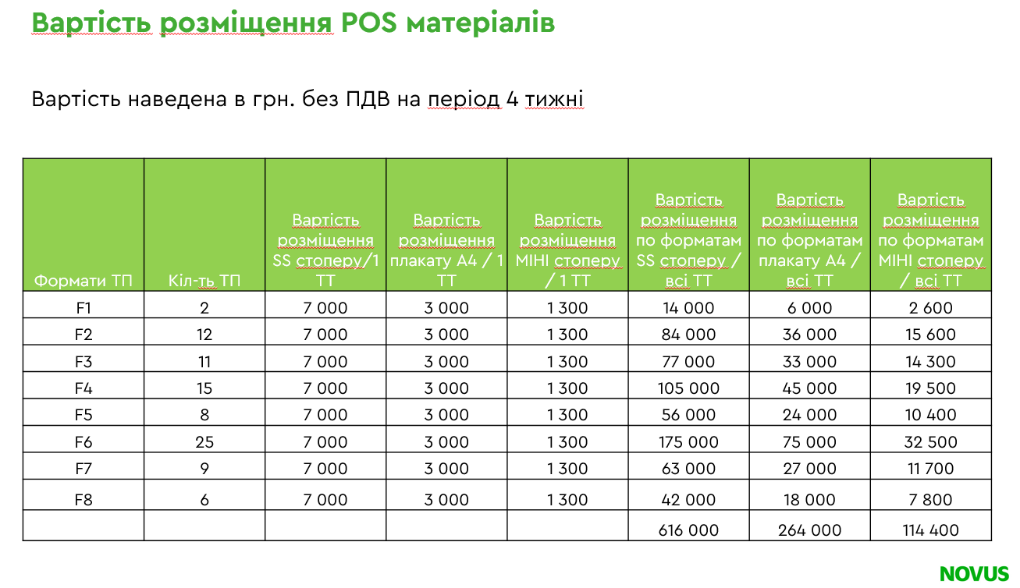 Вартість розміщення POS матеріалів
Вартість наведена в грн. без ПДВ на період 4 тижні
Формати ТП Кіл-ть ТП Вартість розміщення SS стоперу/1 ТТ Вартість розміщення плакату А4 / 1 ТТ Вартість розміщення МІНІ стоперу / 1 ТТ Вартість розміщення по форматам SS стоперу / всі ТТ Вартість розміщення по форматам плакату А4 / всі ТТ Вартість розміщення по форматам МІНІ стоперу / всі ТТ
F1 2 7 000 3 000 1 300 14 000 6 000 2 600
F2 12 7 000 3 000 1 300 84 000 36 000 15 600
F3 11 7 000 3 000 1 300 77 000 33 000 14 300
F4 15 7 000 3 000 1 300 105 000 45 000 19 500
F5 8 7 000 3 000 1 300 56 000 24 000 10 400
F6 25 7 000 3 000 1 300 175 000 75 000 32 500
F7 9 7 000 3 000 1 300 63 000 27 000 11 700
F8 6 7 000 3 000 1 300 42 000 18 000 7 800
616 000 264 000 114 400
NOVUS